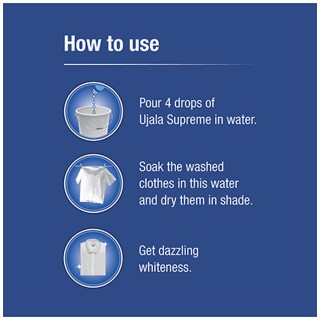 How to use
Pour 4 drops of
Ujala Supreme in water.
Soak the washed
clothes in this water
and dry them in shade.
Get dazzling
whiteness.